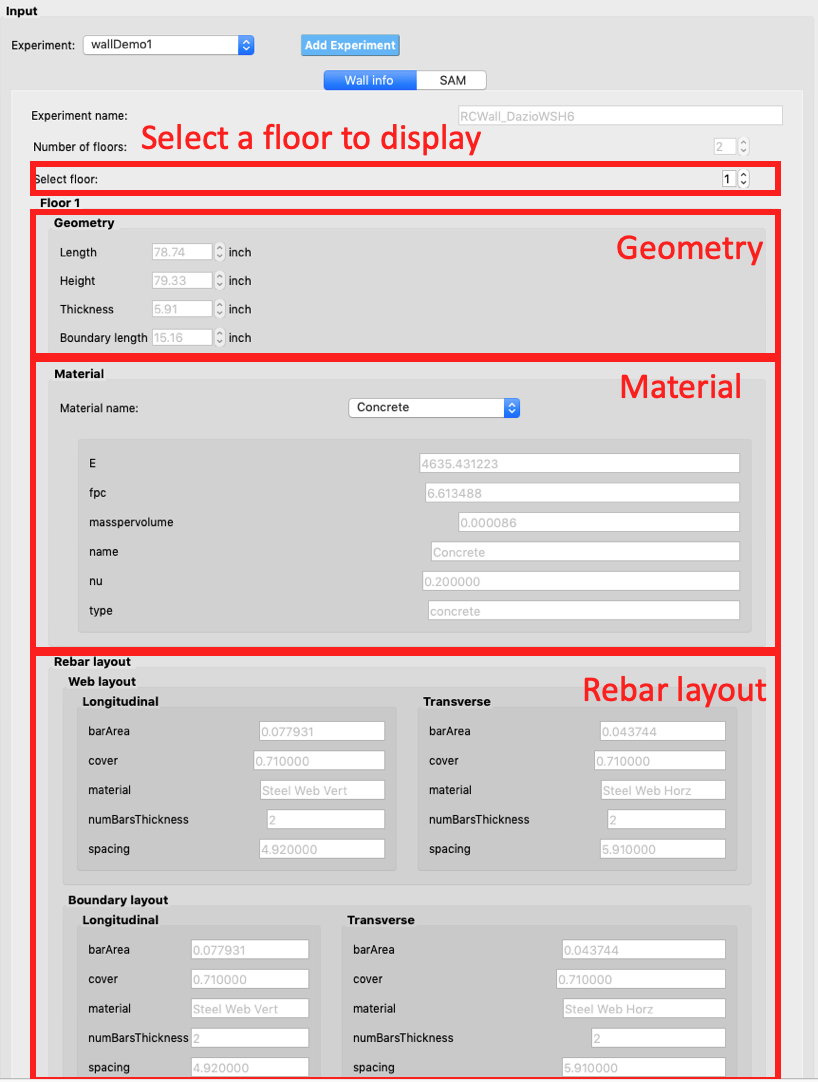 Input
Experiment: wallDemo1 Add Experiment
Wall info SAM
Experiment name: RCWall_DazioWSH6
Select a floor to display
Number of floors: 2
Select floor: 1
Floor 1
Geometry
Geometry
Length 78.74 inch
Height 79.33 inch
Thickness 5.91 inch
Boundary length 15.16 inch
Material
Material
Material name: Concrete
E 4635.431223
fpc 6.613488
masspervolume 0.000086
name Concrete
nu 0.200000
type concrete
Rebar layout
Rebar layout
Web layout
Longitudinal Transverse
barArea 0.077931 barArea 0.043744
cover 0.710000 cover 0.710000
material Steel Web Vert material Steel Web Horz
numBarsThickness 2 numBarsThickness 2
spacing 4.920000 spacing 5.910000
Boundary layout
Longitudinal Transverse
barArea 0.077931 barArea 0.043744
cover 0.710000 cover 0.710000
material Steel Web Vert material Steel Web Horz
numBarsThickness 2 numBarsThickness 2
spacing 4.920000 spacing 5.910000